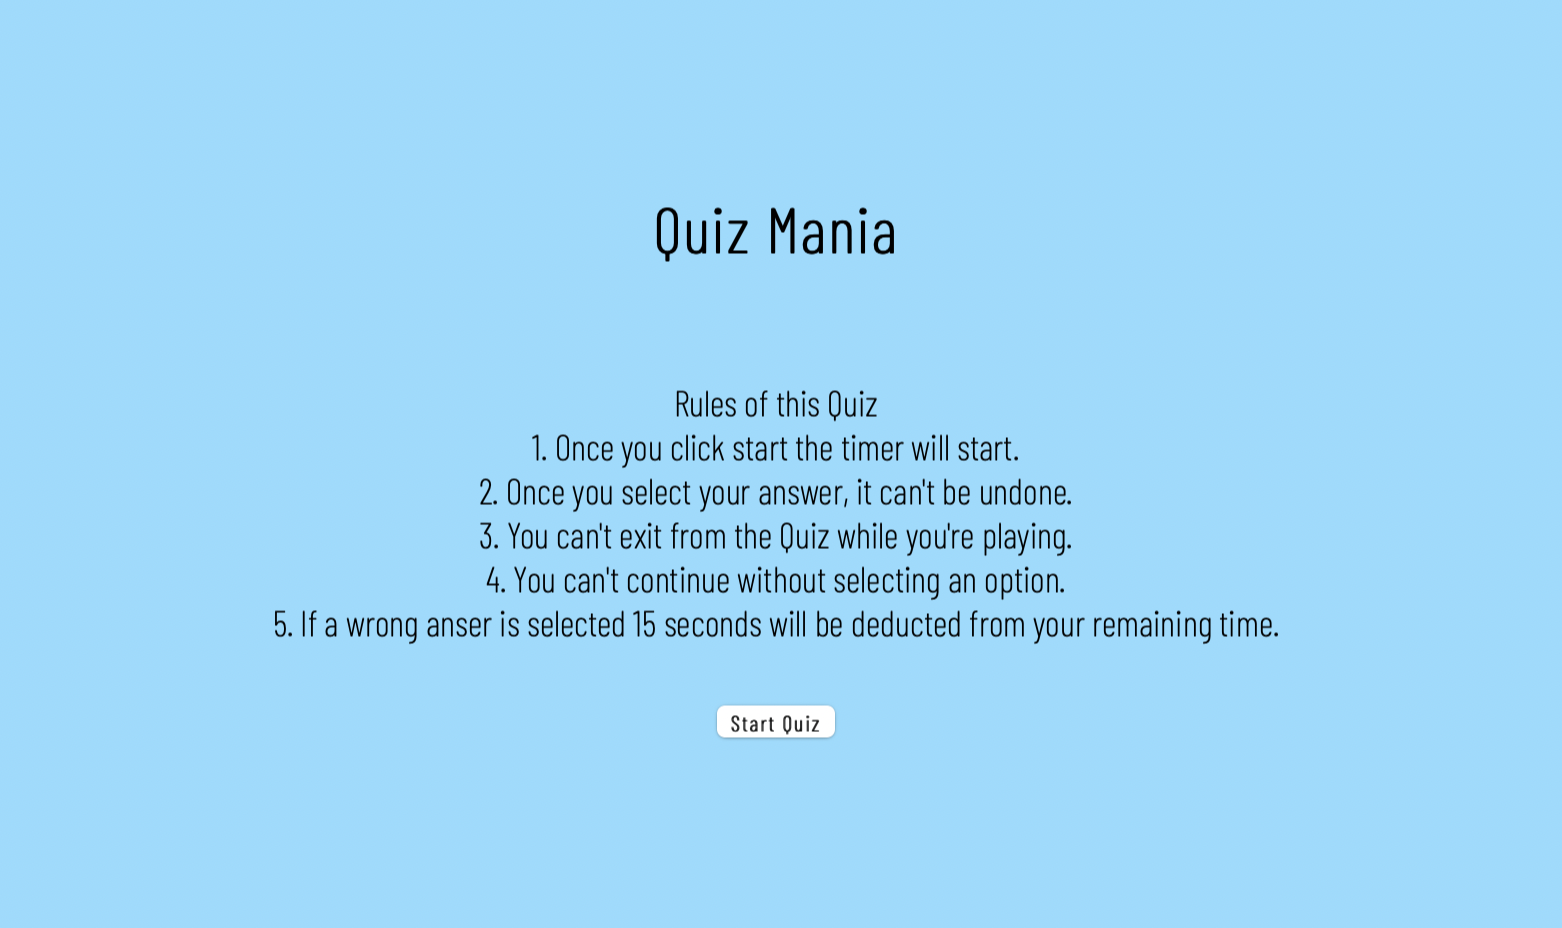 Quiz Mania
Rules of this Quiz
1. Once you click start the timer will start.
2. Once you select your answer, it can't be undone.
3. You can't exit from the Quiz while you're playing.
4. You can't continue without selecting an option.
5. If a wrong anser is selected 15 seconds will be deducted from your remaining time.
Start Quiz